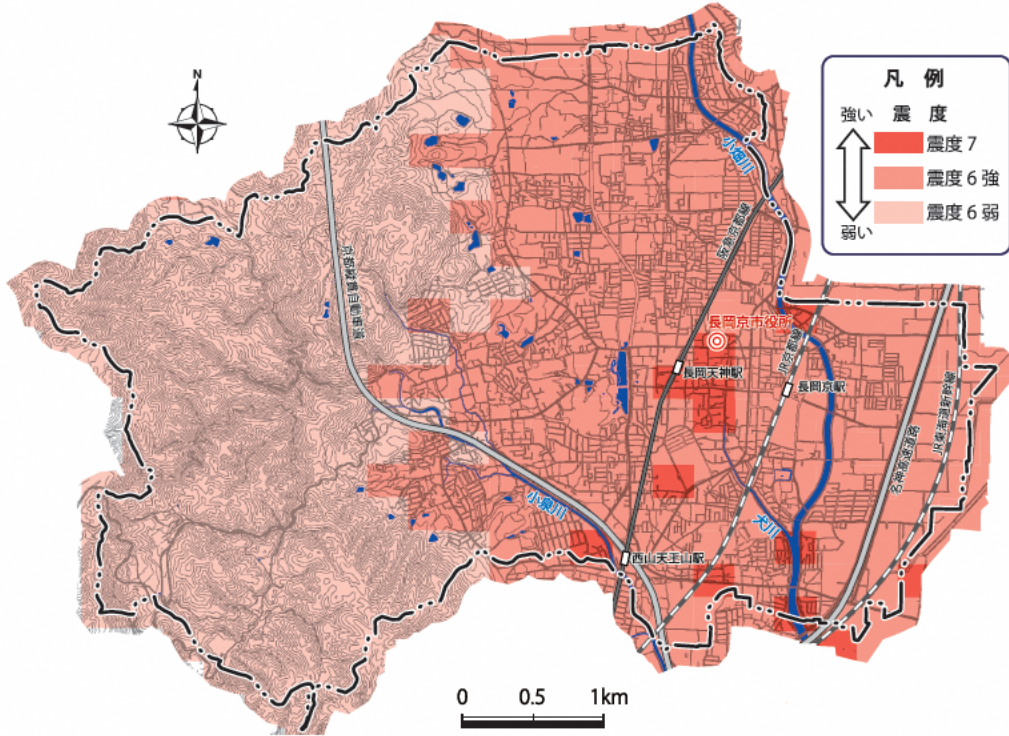 N
凡 例
強い 震 度
震度7
震度6強
震度6弱
弱い
小畑川
阪急京都線
京都縦貫自動車道
長岡京市役所
JR京都線
長岡天神駅
長岡京駅
名神高速道路
JR東海道新幹線
小泉川
犬川
西山天王山駅
0 0.5 1km